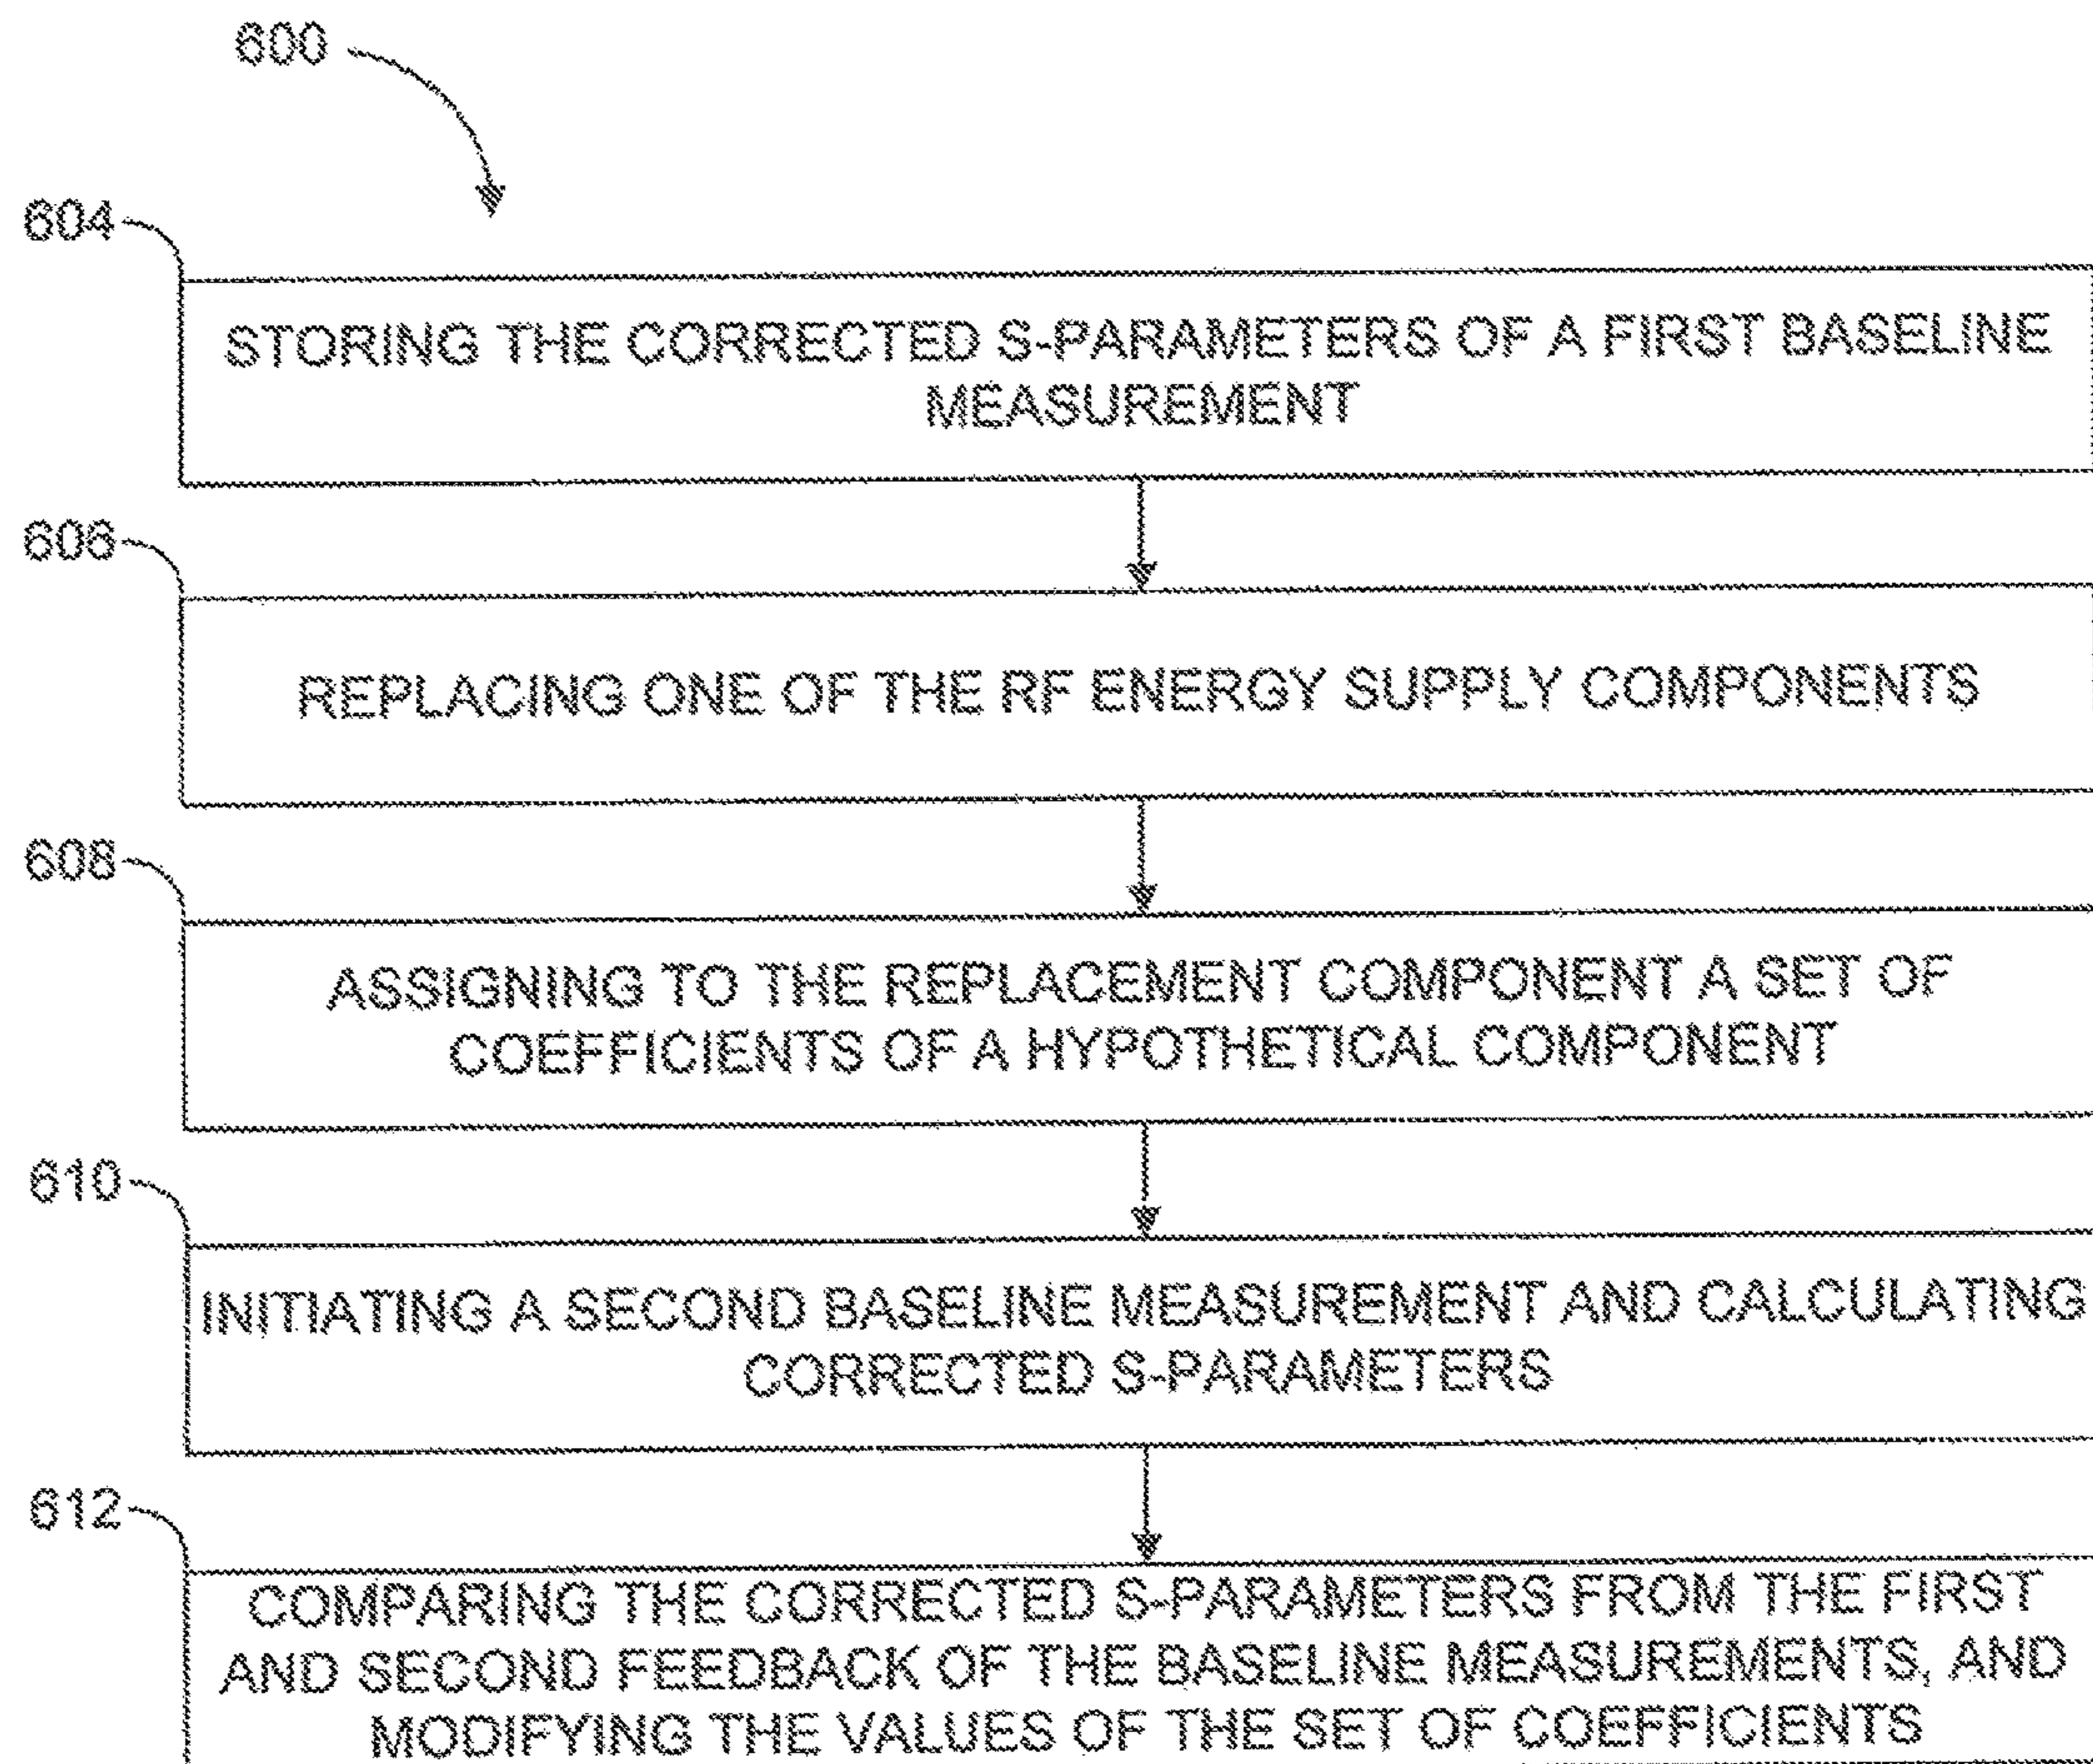 600
604
STORING THE CORRECTED S-PARAMETERS OF A FIRST BASELINE
MEASUREMENT
606
REPLACING ONE OF THE RF ENERGY SUPPLY COMPONENTS
608
ASSIGNING TO THE REPLACEMENT COMPONENT A SET OF
COEFFICIENTS OF A HYPOTHETICAL COMPONENT
610
INITIATING A SECOND BASELINE MEASUREMENT AND CALCULATING
CORRECTED S-PARAMETERS
612
COMPARING THE CORRECTED S-PARAMETERS FROM THE FIRST
AND SECOND FEEDBACK OF THE BASELINE MEASUREMENTS, AND
MODIFYING THE VALUES OF THE SET OF COEFFICIENTS